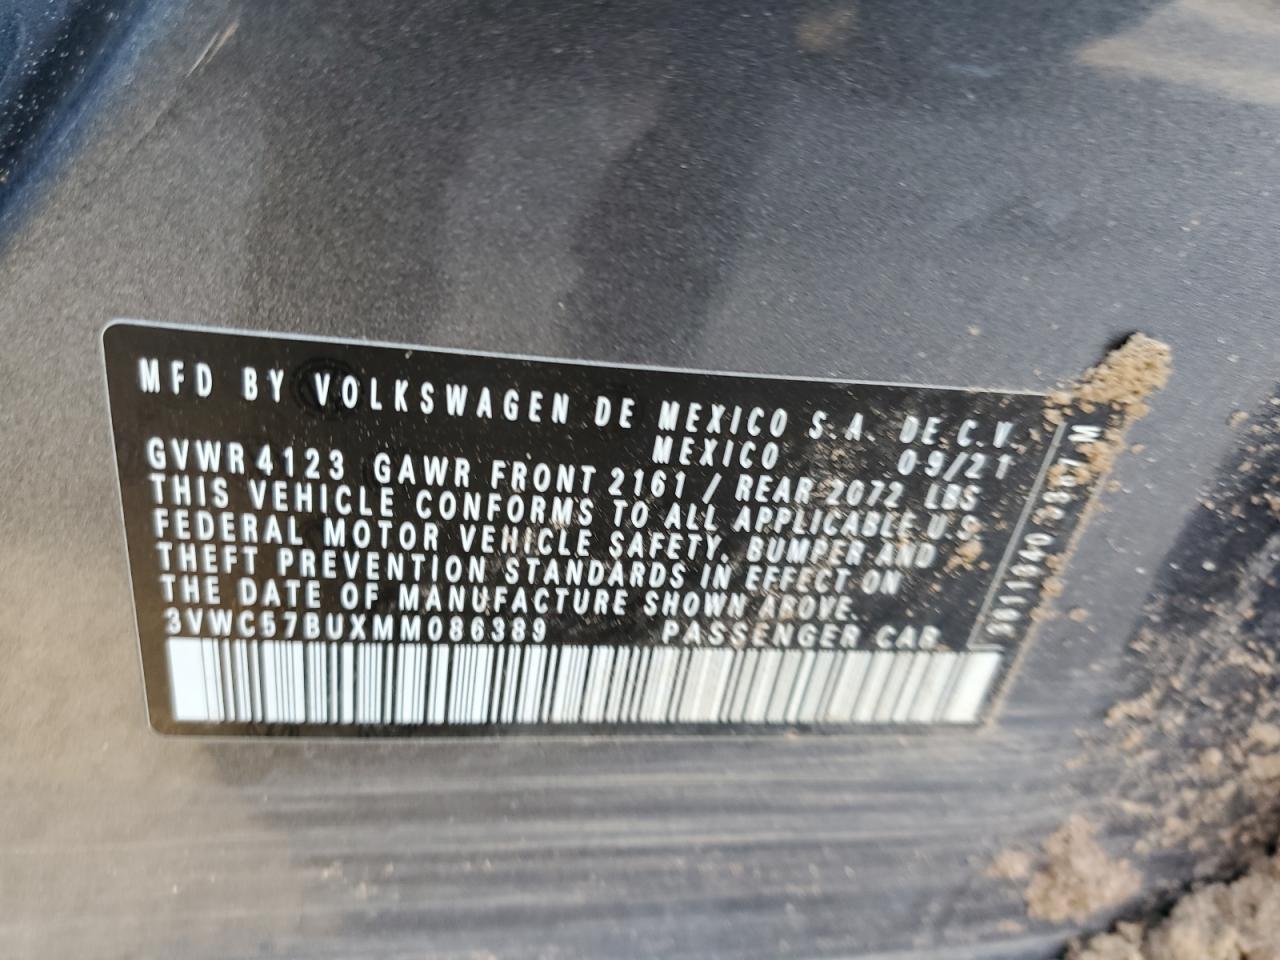 MFD BY VOLKSWAGEN DE MEXICO S.A. DE C.V.
MEXICO 09/21
GVWR 4123 GAWR FRONT 2161 / REAR 2072 LBS
THIS VEHICLE CONFORMS TO ALL APPLICABLE U.S.
FEDERAL MOTOR VEHICLE SAFETY, BUMPER AND
THEFT PREVENTION STANDARDS IN EFFECT ON
THE DATE OF MANUFACTURE SHOWN ABOVE.
3VWC57BUXMM086389 PASSENGER CAR